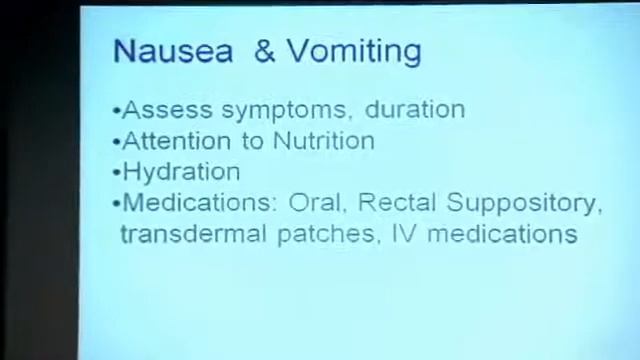 Nausea & Vomiting
•Assess symptoms, duration
•Attention to Nutrition
•Hydration
•Medications: Oral, Rectal Suppository,
transdermal patches, IV medications